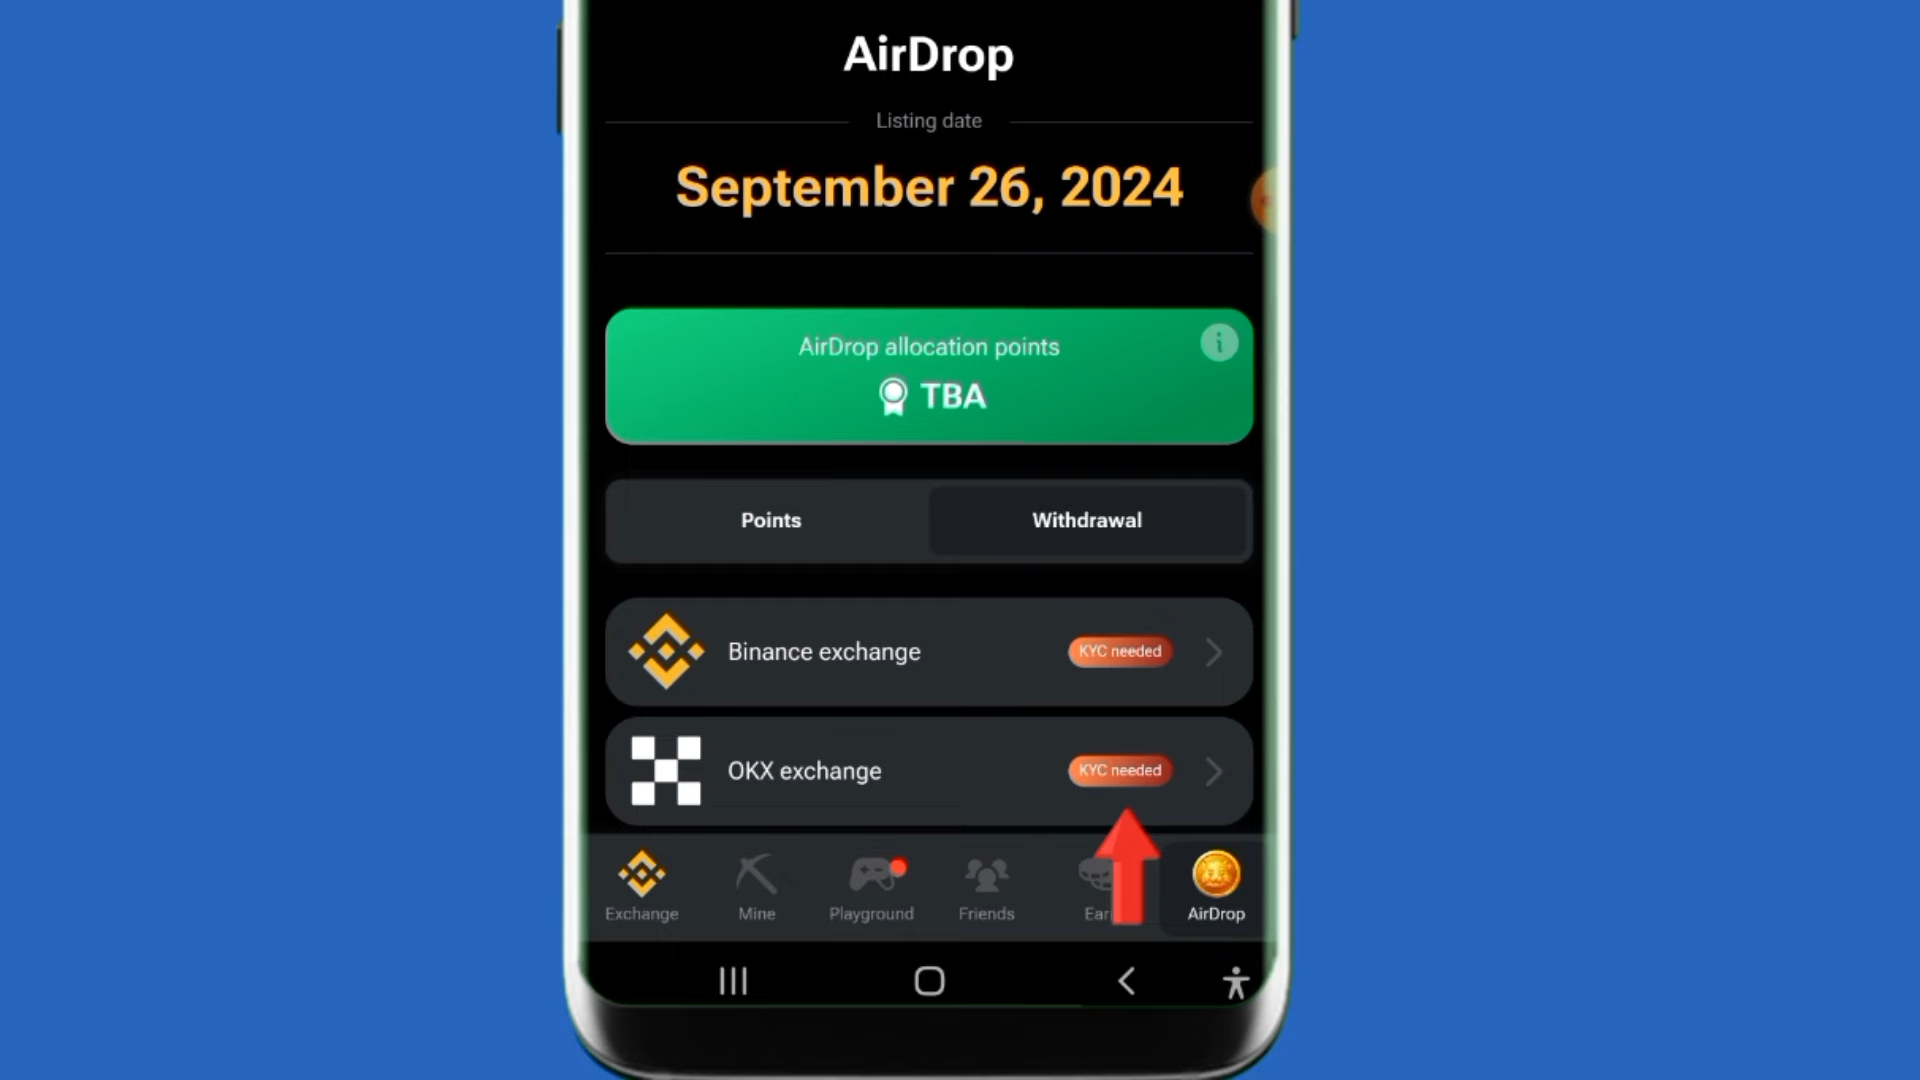 AirDrop
Listing date
September 26, 2024
AirDrop allocation points
TBA
Points
Withdrawal
Binance exchange
KYC needed
OKX exchange
KYC needed
Exchange
Mine
Playground
Friends
Ear
AirDrop